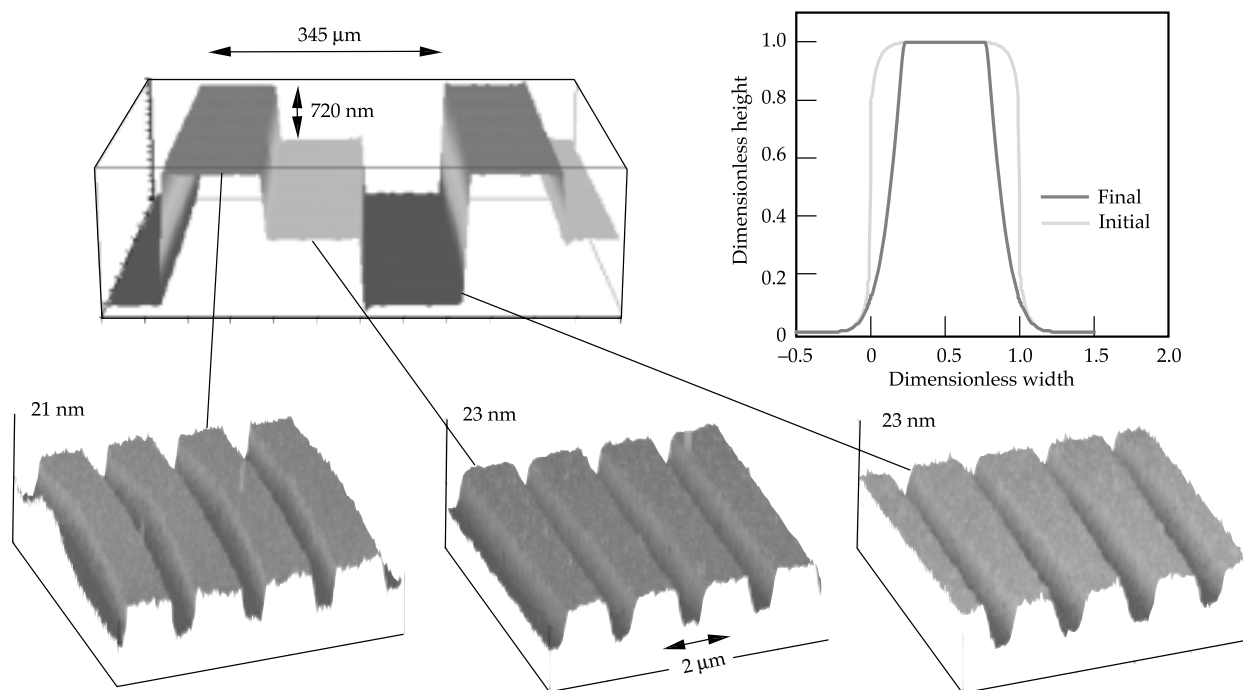 345 μm
720 nm
Dimensionless height
1.0
0.8
0.6
0.4
0.2
0
Final
Initial
–0.5 0 0.5 1.0 1.5 2.0
Dimensionless width
21 nm
23 nm
23 nm
2 μm